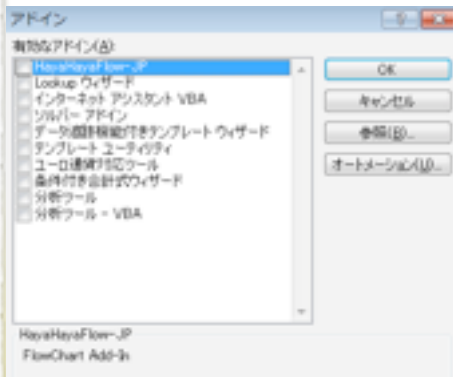 アドイン
有効なアドイン(A):
HayaHayaFlow-JP
Lookup ウィザード
インターネット アシスタント VBA
ソルバー アドイン
データ追跡機能付きテンプレート ウィザード
テンプレート ユーティリティ
ユーロ通貨対応ツール
条件付き合計式ウィザード
分析ツール
分析ツール - VBA
OK
キャンセル
参照(B)...
オートメーション(U)...
HayaHayaFlow-JP
FlowChart Add-In